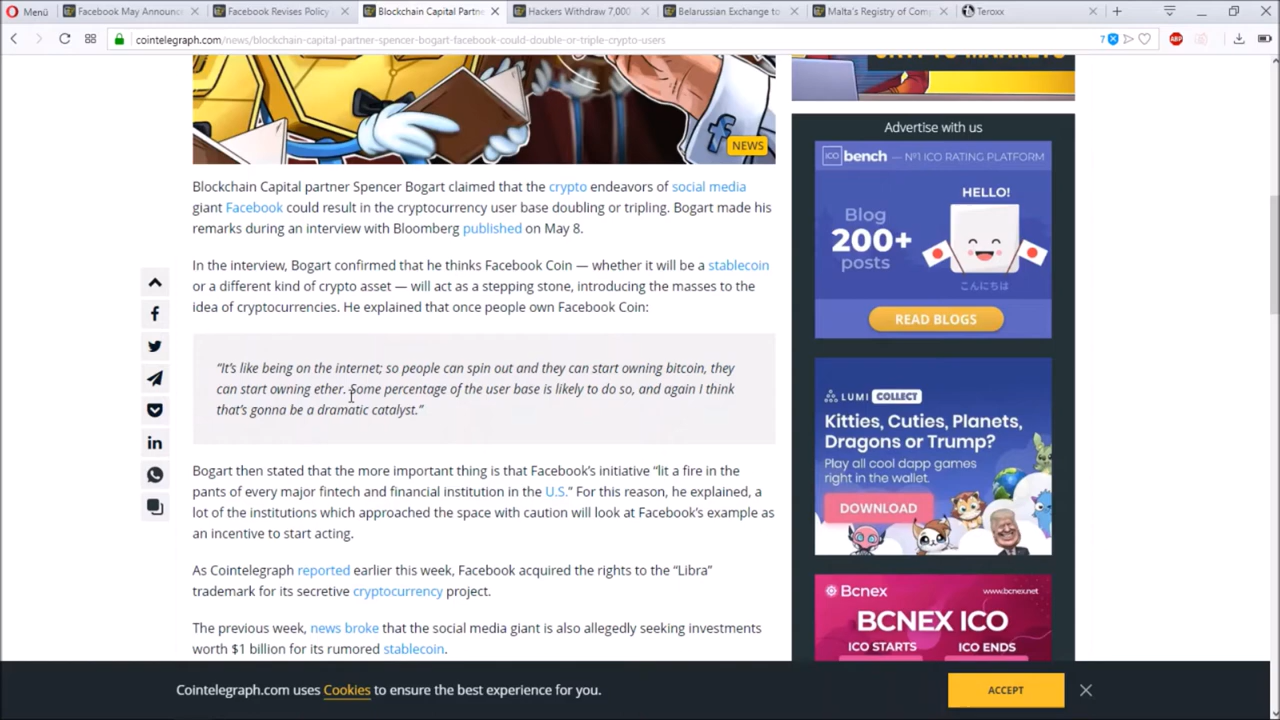 Menü
Facebook May Announc
Facebook Revises Policy
Blockchain Capital Partne
Hackers Withdraw 7,000
Belarussian Exchange to
Malta's Registry of Comp
Teroxx
cointelegraph.com/news/blockchain-capital-partner-spencer-bogart-facebook-could-double-or-triple-crypto-users
7
ABP
NEWS
Blockchain Capital partner Spencer Bogart claimed that the crypto endeavors of social media
giant Facebook could result in the cryptocurrency user base doubling or tripling. Bogart made his
remarks during an interview with Bloomberg published on May 8.
In the interview, Bogart confirmed that he thinks Facebook Coin — whether it will be a stablecoin
or a different kind of crypto asset — will act as a stepping stone, introducing the masses to the
idea of cryptocurrencies. He explained that once people own Facebook Coin:
“It’s like being on the internet; so people can spin out and they can start owning bitcoin, they
can start owning ether. Some percentage of the user base is likely to do so, and again I think
that’s gonna be a dramatic catalyst.”
Bogart then stated that the more important thing is that Facebook’s initiative “lit a fire in the
pants of every major fintech and financial institution in the U.S.” For this reason, he explained, a
lot of the institutions which approached the space with caution will look at Facebook’s example as
an incentive to start acting.
As Cointelegraph reported earlier this week, Facebook acquired the rights to the “Libra”
trademark for its secretive cryptocurrency project.
The previous week, news broke that the social media giant is also allegedly seeking investments
worth $1 billion for its rumored stablecoin.
Advertise with us
ICO bench — Nº1 ICO RATING PLATFORM
HELLO!
Blog
200+
posts
こんにちは
READ BLOGS
LUMI COLLECT
Kitties, Cuties, Planets,
Dragons or Trump?
Play all cool dapp games
right in the wallet.
DOWNLOAD
Bcnex
www.bcnex.net
BCNEX ICO
ICO STARTS
ICO ENDS
Cointelegraph.com uses Cookies to ensure the best experience for you.
ACCEPT